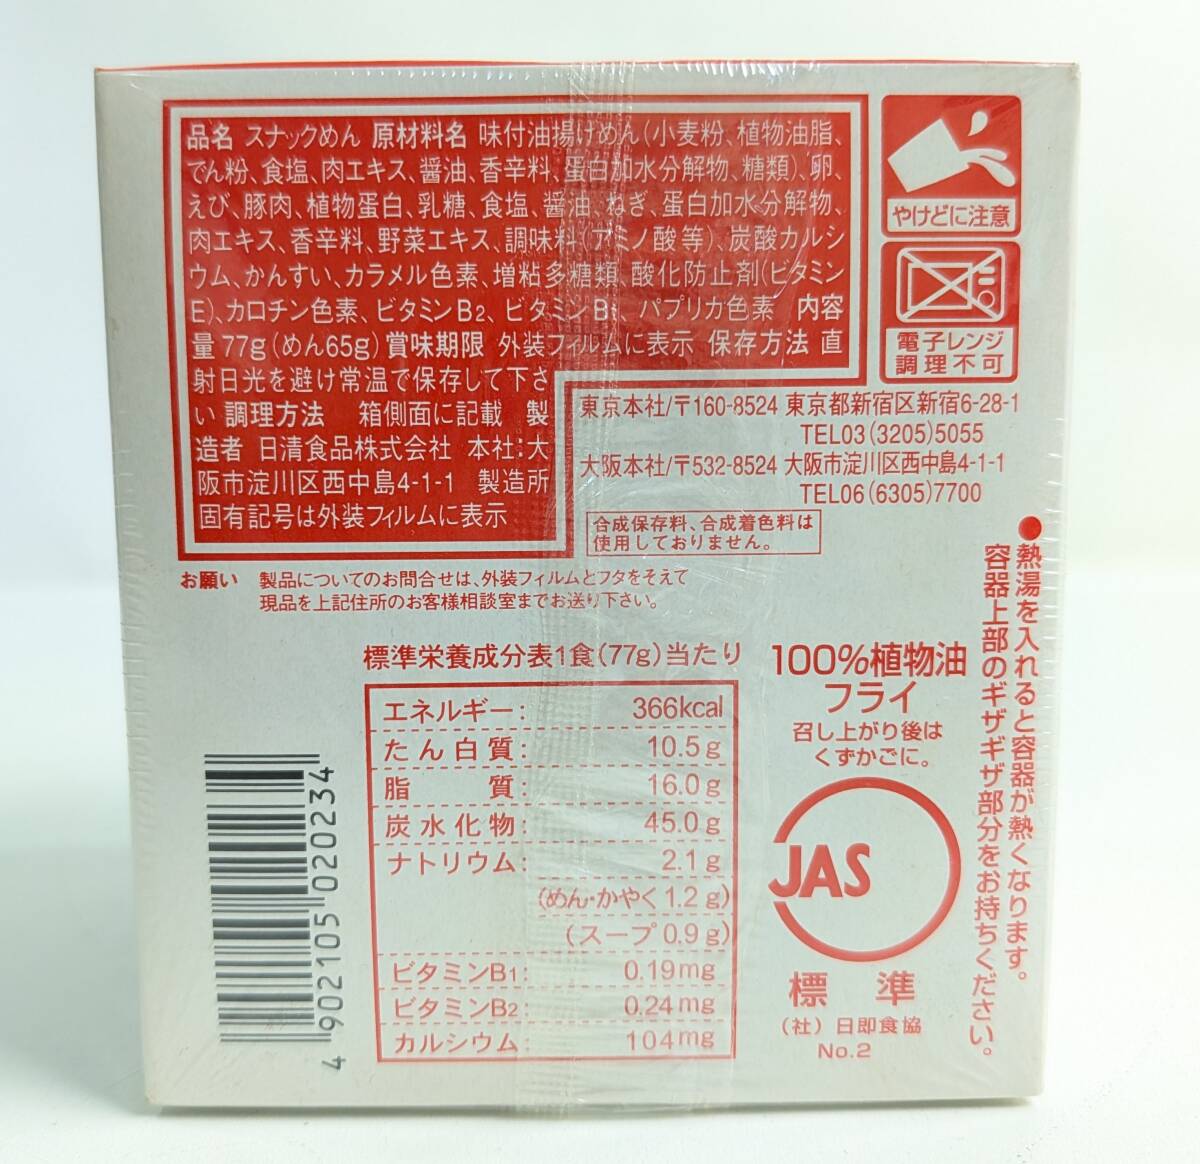 品名 スナックめん 原材料名 味付油揚げめん(小麦粉、植物油脂、
でん粉、食塩、肉エキス、醤油、香辛料、蛋白加水分解物、糖類)、卵、
えび、豚肉、植物蛋白、乳糖、食塩、醤油、ねぎ、蛋白加水分解物、
肉エキス、香辛料、野菜エキス、調味料(アミノ酸等)、炭酸カルシ
ウム、かんすい、カラメル色素、増粘多糖類、酸化防止剤(ビタミン
E)、カロチン色素、ビタミンB2、ビタミンB1、パプリカ色素 内容
量 77g(めん65g) 賞味期限 外装フィルムに表示 保存方法 直
射日光を避け常温で保存して下さ
い 調理方法 箱側面に記載 製
造者 日清食品株式会社 本社:大
阪市淀川区西中島4-1-1 製造所
固有記号は外装フィルムに表示
やけどに注意
電子レンジ
調理不可
東京本社/〒160-8524 東京都新宿区新宿6-28-1
TEL03(3205)5055
大阪本社/〒532-8524 大阪市淀川区西中島4-1-1
TEL06(6305)7700
合成保存料、合成着色料は
使用しておりません。
お願い 製品についてのお問合せは、外装フィルムとフタをそえて
現品を上記住所のお客様相談室までお送り下さい。
●熱湯を入れると容器が熱くなります。
容器上部のギザギザ部分をお持ちください。
標準栄養成分表1食(77g)当たり
エネルギー: 366kcal
たん白質: 10.5g
脂質: 16.0g
炭水化物: 45.0g
ナトリウム: 2.1g
(めん・かやく 1.2g)
(スープ 0.9g)
ビタミンB1: 0.19mg
ビタミンB2: 0.24mg
カルシウム: 104mg
100%植物油
フライ
召し上がり後は
くずかごに。
JAS
標準
(社)日即食協
No.2
4902105020234